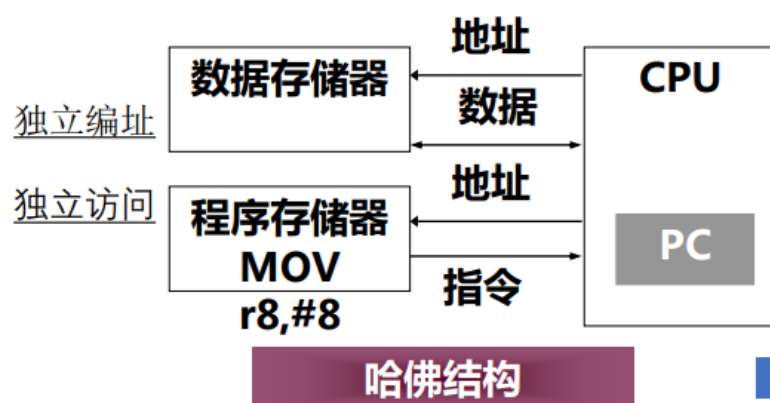 地址
数据存储器
CPU
独立编址
数据
独立访问
地址
程序存储器
MOV
r8,#8
PC
指令
哈佛结构